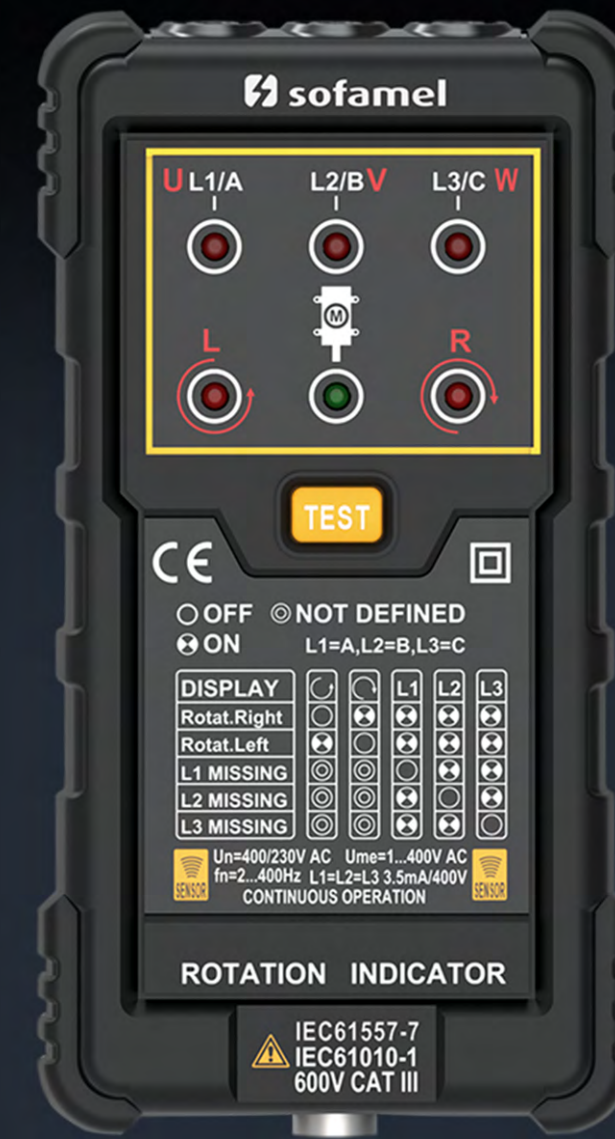 sofamel
U L1/A L2/B V L3/C W
M
L R
TEST
CE
OFF NOT DEFINED
ON L1=A,L2=B,L3=C
DISPLAY L1 L2 L3
Rotat.Right
Rotat.Left
L1 MISSING
L2 MISSING
L3 MISSING
Un=400/230V AC Ume=1...400V AC
fn=2...400Hz L1=L2=L3 3.5mA/400V
SENSOR CONTINUOUS OPERATION SENSOR
ROTATION INDICATOR
IEC61557-7
IEC61010-1
600V CAT III